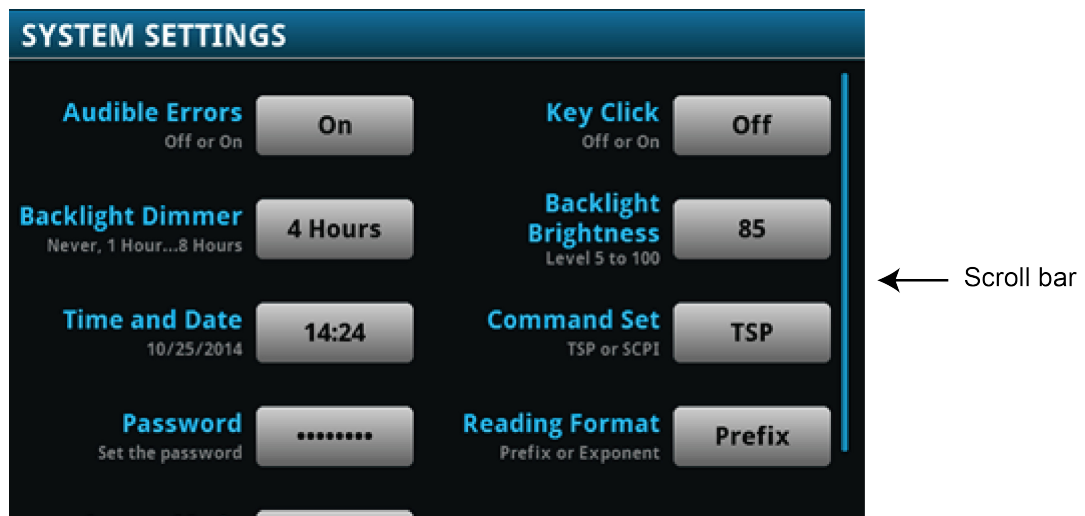 SYSTEM SETTINGS
Audible Errors
Off or On
On
Key Click
Off or On
Off
Backlight Dimmer
Never, 1 Hour...8 Hours
4 Hours
Backlight
Brightness
Level 5 to 100
85
Scroll bar
Time and Date
10/25/2014
14:24
Command Set
TSP or SCPI
TSP
Password
Set the password
••••••••
Reading Format
Prefix or Exponent
Prefix